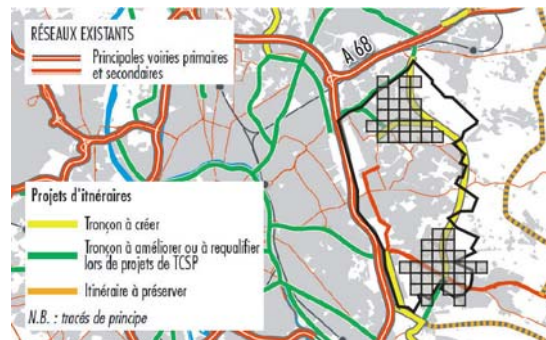 RÉSEAUX EXISTANTS
Principales voiries primaires
et secondaires
A 68
Projets d'itnéraires
Tronçon à créer
Tronçon à améliorer ou à requalifier
lors de projets de TCSP
Itinéraire à préserver
N.B. : tracés de principe